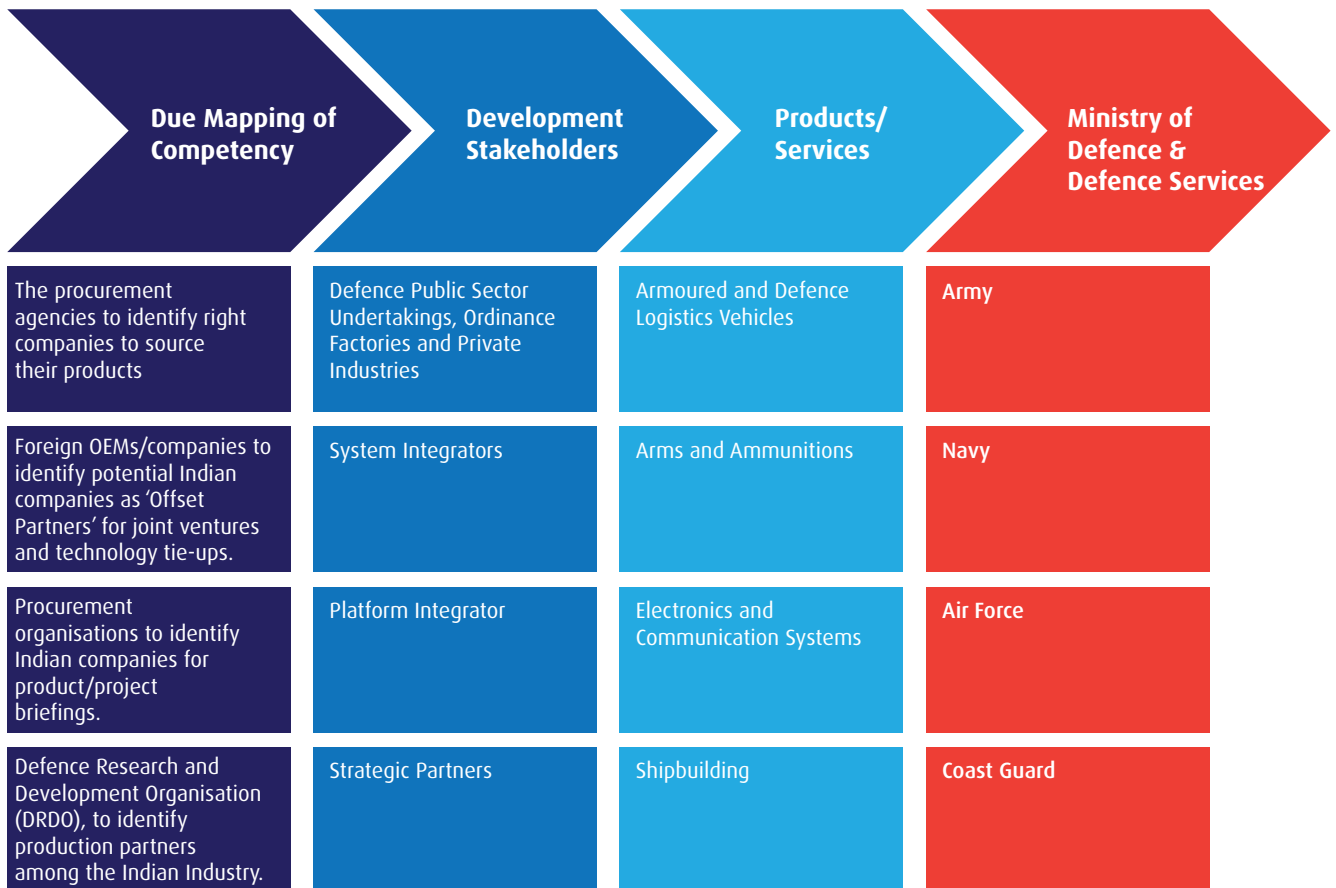 Due Mapping of
Competency
Development
Stakeholders
Products/
Services
Ministry of
Defence &
Defence Services
The procurement
agencies to identify right
companies to source
their products
Defence Public Sector
Undertakings, Ordinance
Factories and Private
Industries
Armoured and Defence
Logistics Vehicles
Army
Foreign OEMs/companies to
identify potential Indian
companies as ‘Offset
Partners’ for joint ventures
and technology tie-ups.
System Integrators
Arms and Ammunitions
Navy
Procurement
organisations to identify
Indian companies for
product/project
briefings.
Platform Integrator
Electronics and
Communication Systems
Air Force
Defence Research and
Development Organisation
(DRDO), to identify
production partners
among the Indian Industry.
Strategic Partners
Shipbuilding
Coast Guard